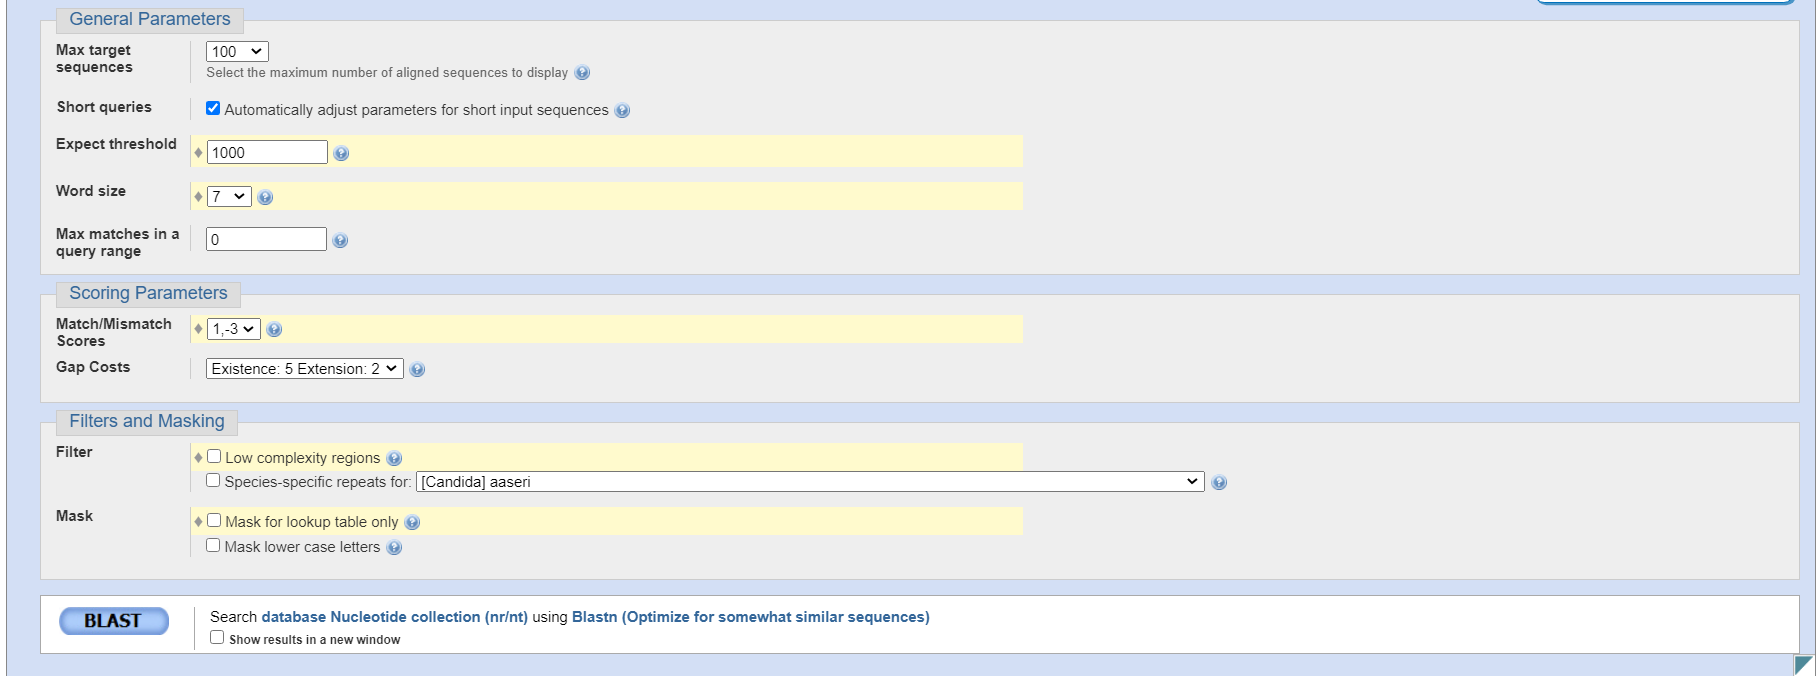 General Parameters
Max target
sequences
100
Select the maximum number of aligned sequences to display
Short queries
Automatically adjust parameters for short input sequences
Expect threshold
1000
Word size
7
Max matches in a
query range
0
Scoring Parameters
Match/Mismatch
Scores
1,-3
Gap Costs
Existence: 5 Extension: 2
Filters and Masking
Filter
Low complexity regions
Species-specific repeats for: [Candida] aaseri
Mask
Mask for lookup table only
Mask lower case letters
BLAST
Search database Nucleotide collection (nr/nt) using Blastn (Optimize for somewhat similar sequences)
Show results in a new window